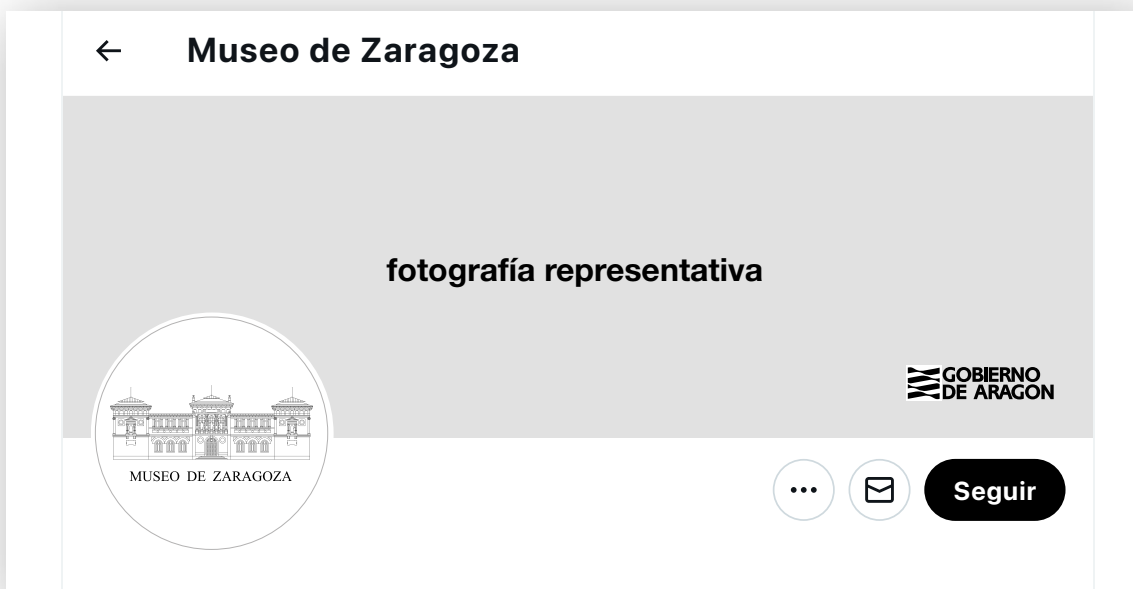 Museo de Zaragoza
fotografía representativa
GOBIERNO
DE ARAGON
MUSEO DE ZARAGOZA
Seguir